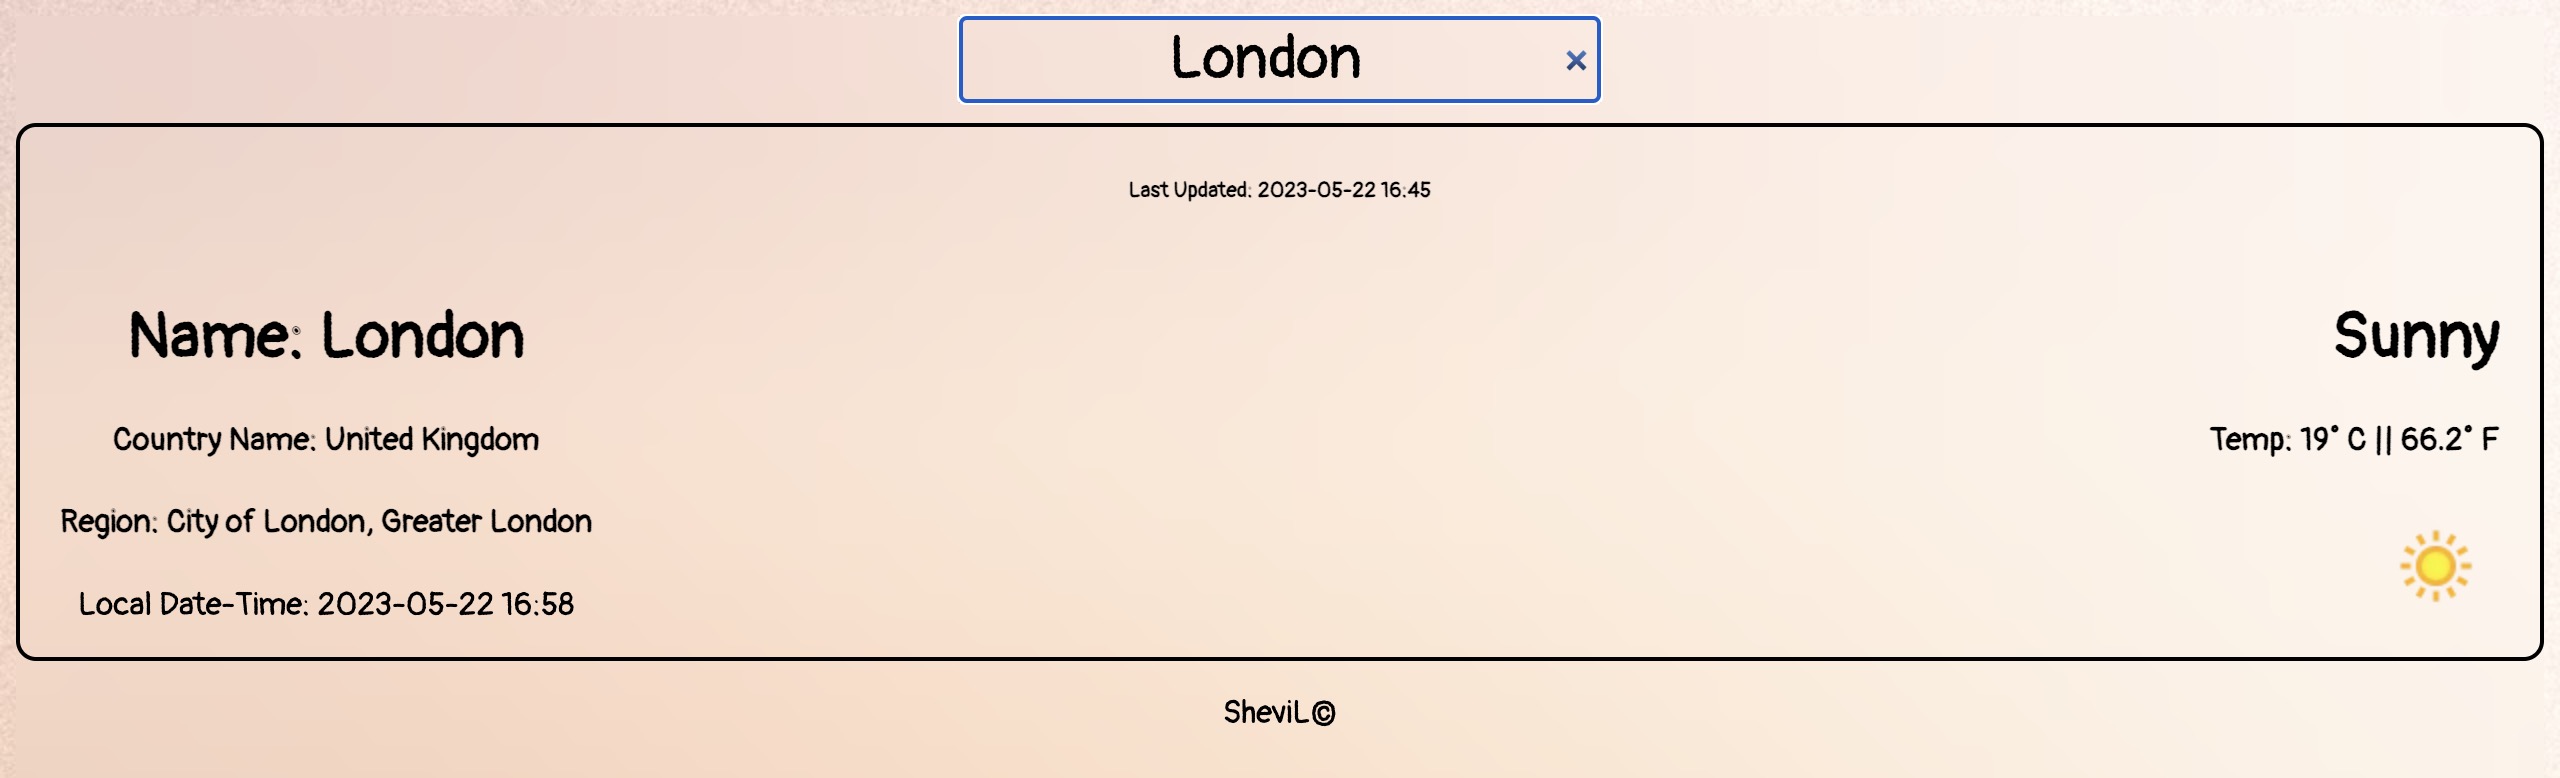 London ×
Last Updated: 2023-05-22 16:45
Name: London
Country Name: United Kingdom
Region: City of London, Greater London
Local Date-Time: 2023-05-22 16:58
Sunny
Temp: 19° C || 66.2° F
SheviL©